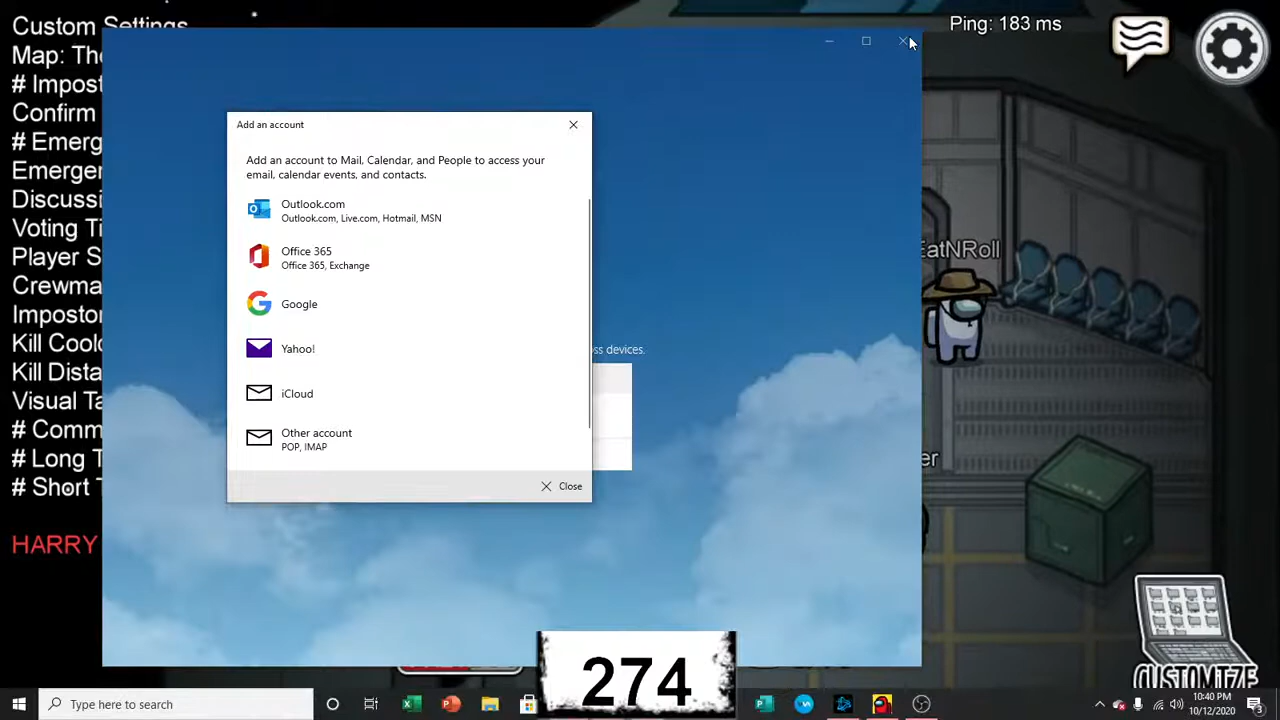 Custom Settings
Ping: 183 ms
Map: The
# Impost
Confirm
# Emerg
Emergen
Discussi
Voting Ti
Player S
Crewma
Impostor
Kill Coold
Kill Dista
Visual Ta
# Comm
# Long T
# Short T
HARRY
Add an account
Add an account to Mail, Calendar, and People to access your
email, calendar events, and contacts.
Outlook.com
Outlook.com, Live.com, Hotmail, MSN
Office 365
Office 365, Exchange
Google
Yahoo!
iCloud
Other account
POP, IMAP
Close
ss devices.
EatNRoll
er
CUSTOMIZE
274
Type here to search
10:40 PM
10/12/2020
3